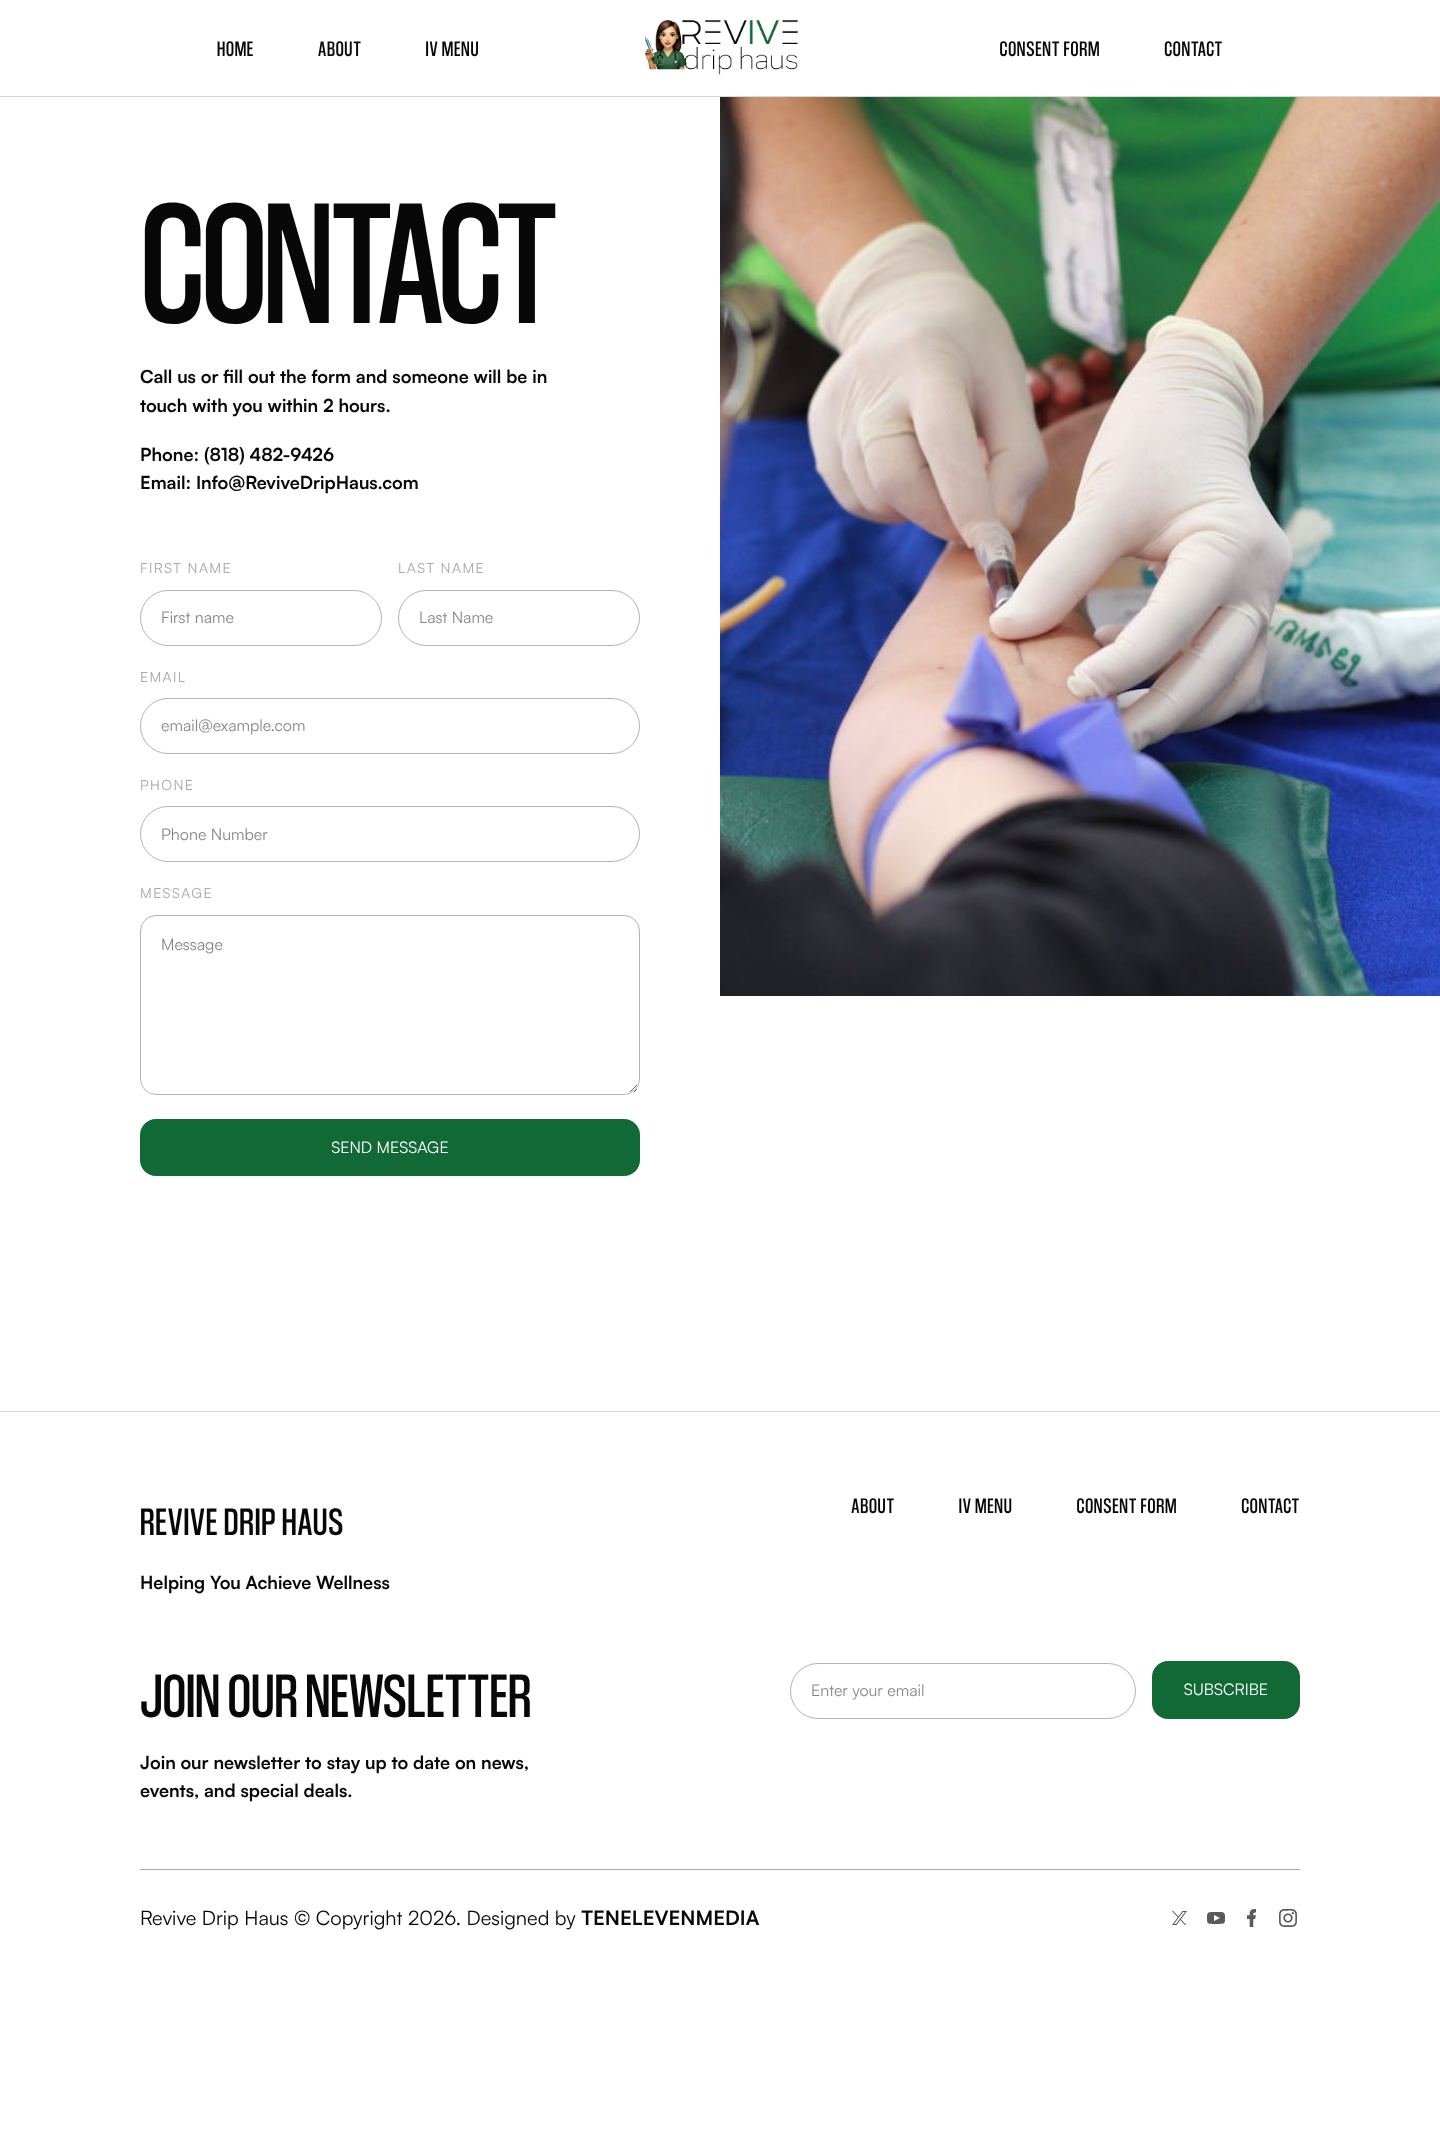 HOME
ABOUT
IV MENU
REVIVE
drip haus
CONSENT FORM
CONTACT
CONTACT
Call us or fill out the form and someone will be in
touch with you within 2 hours.
Phone: (818) 482-9426
Email: Info@ReviveDripHaus.com
FIRST NAME
LAST NAME
First name
Last Name
EMAIL
email@example.com
PHONE
Phone Number
MESSAGE
Message
SEND MESSAGE
REVIVE DRIP HAUS
ABOUT
IV MENU
CONSENT FORM
CONTACT
Helping You Achieve Wellness
JOIN OUR NEWSLETTER
Enter your email
SUBSCRIBE
Join our newsletter to stay up to date on news,
events, and special deals.
Revive Drip Haus © Copyright 2026. Designed by TENELEVENMEDIA